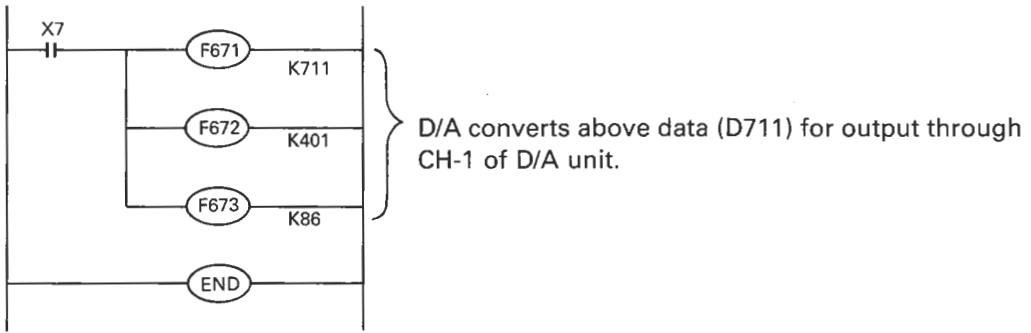 X7
F671
K711
F672
K401
D/A converts above data (D711) for output through
CH-1 of D/A unit.
F673
K86
END